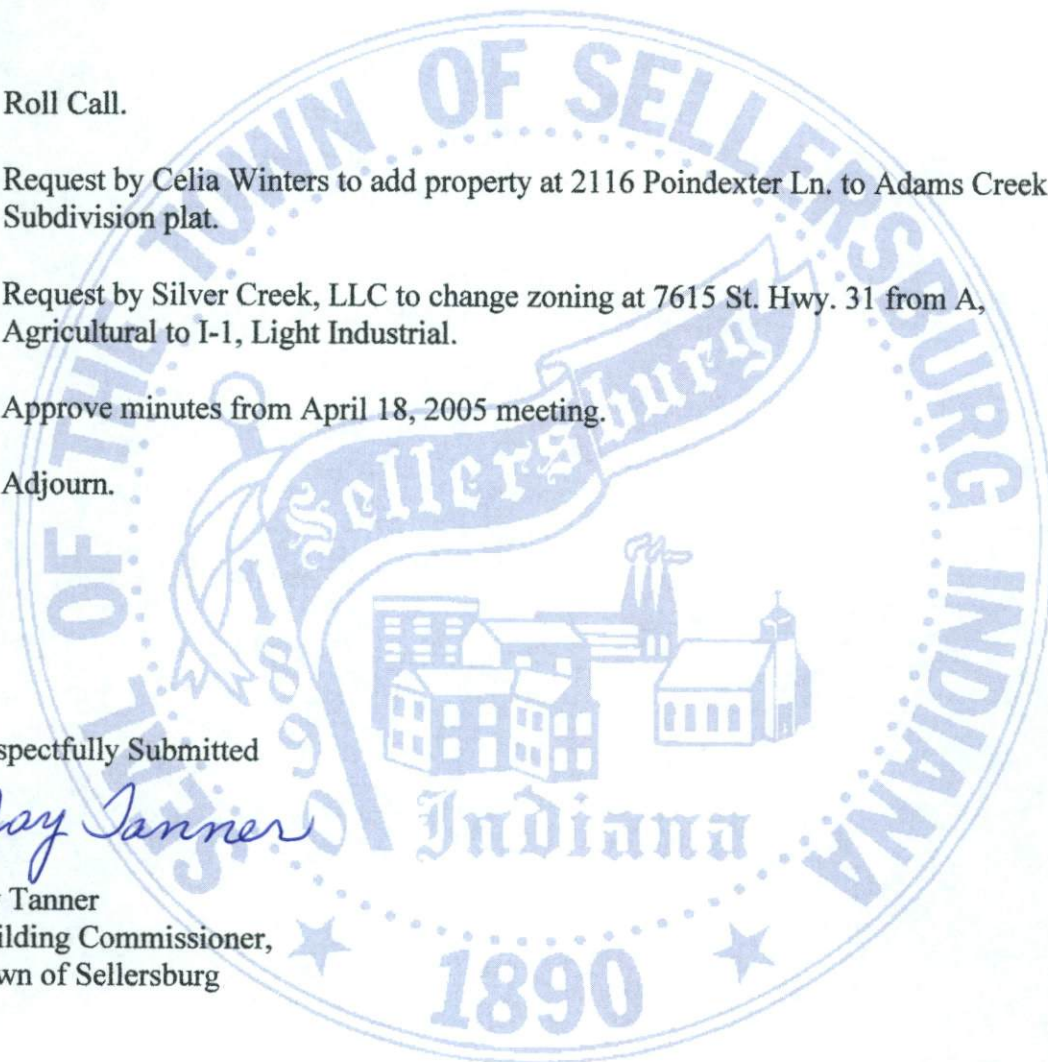 Roll Call.
Request by Celia Winters to add property at 2116 Poindexter Ln. to Adams Creek
Subdivision plat.
Request by Silver Creek, LLC to change zoning at 7615 St. Hwy. 31 from A,
Agricultural to I-1, Light Industrial.
Approve minutes from April 18, 2005 meeting.
Adjourn.
spectfully Submitted
Tanner
Tanner
ilding Commissioner,
wn of Sellersburg
SEAL OF THE TOWN OF SELLERSBURG INDIANA
Sellersburg
1890
Indiana
1890